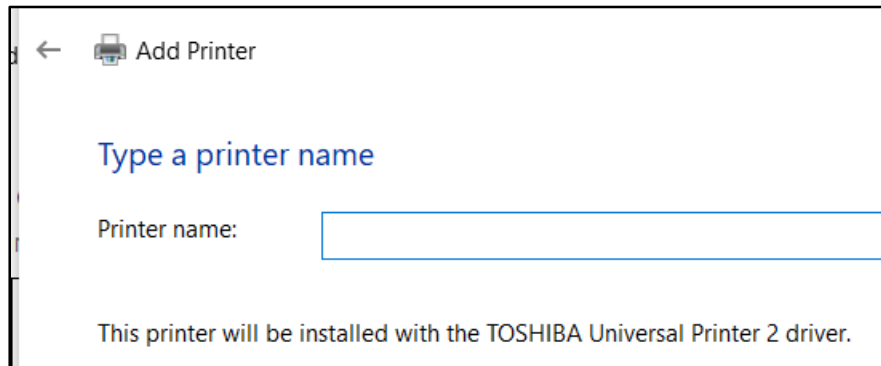 Add Printer
Type a printer name
Printer name:
This printer will be installed with the TOSHIBA Universal Printer 2 driver.